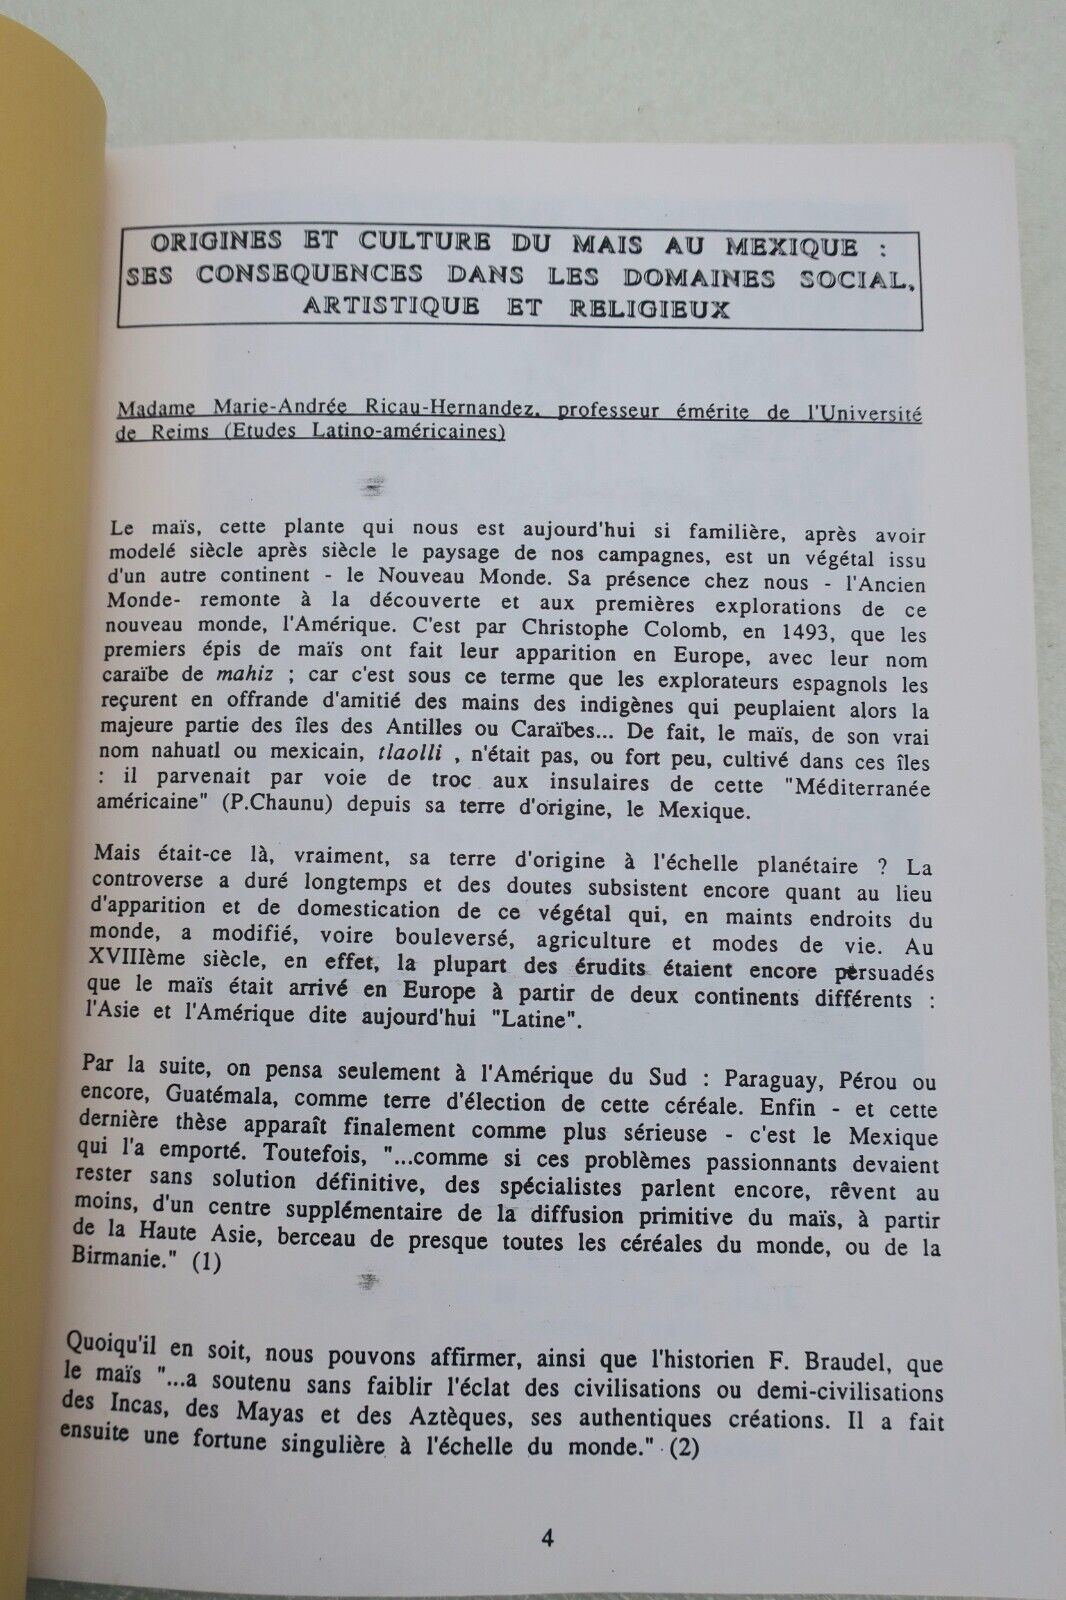 ORIGINES ET CULTURE DU MAIS AU MEXIQUE :
SES CONSEQUENCES DANS LES DOMAINES SOCIAL,
ARTISTIQUE ET RELIGIEUX
Madame Marie-Andrée Ricau-Hernandez, professeur émérite de l'Université
de Reims (Etudes Latino-américaines)
Le maïs, cette plante qui nous est aujourd'hui si familière, après avoir
modelé siècle après siècle le paysage de nos campagnes, est un végétal issu
d'un autre continent - le Nouveau Monde. Sa présence chez nous - l'Ancien
Monde- remonte à la découverte et aux premières explorations de ce
nouveau monde, l'Amérique. C'est par Christophe Colomb, en 1493, que les
premiers épis de maïs ont fait leur apparition en Europe, avec leur nom
caraïbe de mahiz ; car c'est sous ce terme que les explorateurs espagnols les
reçurent en offrande d'amitié des mains des indigènes qui peuplaient alors la
majeure partie des îles des Antilles ou Caraïbes... De fait, le maïs, de son vrai
nom nahuatl ou mexicain, tlaolli , n'était pas, ou fort peu, cultivé dans ces îles
: il parvenait par voie de troc aux insulaires de cette "Méditerranée
américaine" (P.Chaunu) depuis sa terre d'origine, le Mexique.
Mais était-ce là, vraiment, sa terre d'origine à l'échelle planétaire ? La
controverse a duré longtemps et des doutes subsistent encore quant au lieu
d'apparition et de domestication de ce végétal qui, en maints endroits du
monde, a modifié, voire bouleversé, agriculture et modes de vie. Au
XVIIIème siècle, en effet, la plupart des érudits étaient encore persuadés
que le maïs était arrivé en Europe à partir de deux continents différents :
l'Asie et l'Amérique dite aujourd'hui "Latine".
Par la suite, on pensa seulement à l'Amérique du Sud : Paraguay, Pérou ou
encore, Guatémala, comme terre d'élection de cette céréale. Enfin - et cette
dernière thèse apparaît finalement comme plus sérieuse - c'est le Mexique
qui l'a emporté. Toutefois, "...comme si ces problèmes passionnants devaient
rester sans solution définitive, des spécialistes parlent encore, rêvent au
moins, d'un centre supplémentaire de la diffusion primitive du maïs, à partir
de la Haute Asie, berceau de presque toutes les céréales du monde, ou de la
Birmanie." (1)
Quoiqu'il en soit, nous pouvons affirmer, ainsi que l'historien F. Braudel, que
le maïs "...a soutenu sans faiblir l'éclat des civilisations ou demi-civilisations
des Incas, des Mayas et des Aztèques, ses authentiques créations. Il a fait
ensuite une fortune singulière à l'échelle du monde." (2)
4